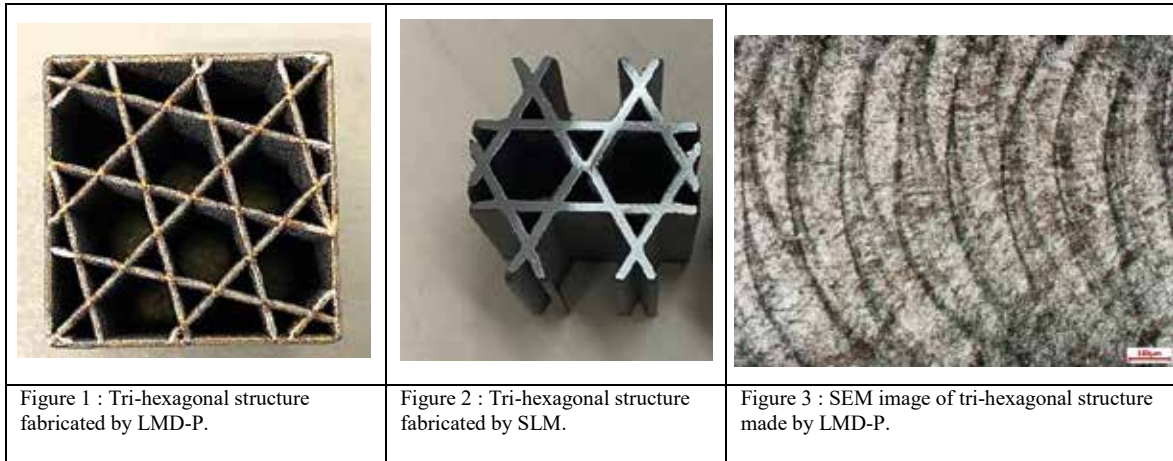 Figure 1 : Tri-hexagonal structure
fabricated by LMD-P.
Figure 2 : Tri-hexagonal structure
fabricated by SLM.
Figure 3 : SEM image of tri-hexagonal structure
made by LMD-P.